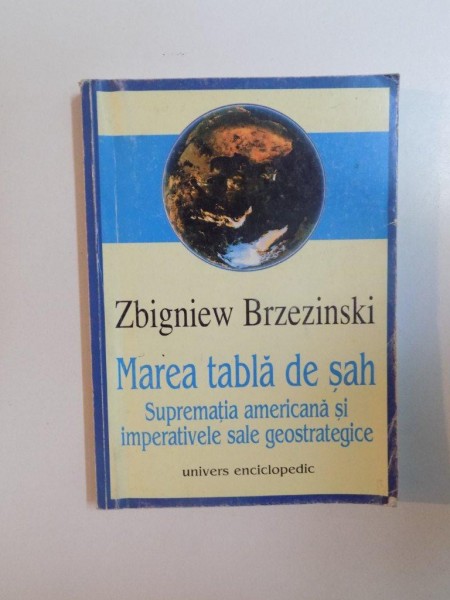 Zbigniew Brzezinski
Marea tablă de șah
Supremația americană și
imperativele sale geostrategice
univers enciclopedic